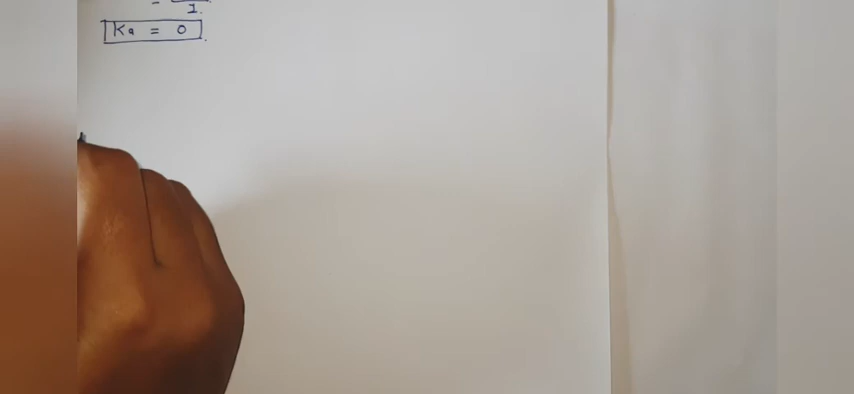 = 1.
Ka = 0.